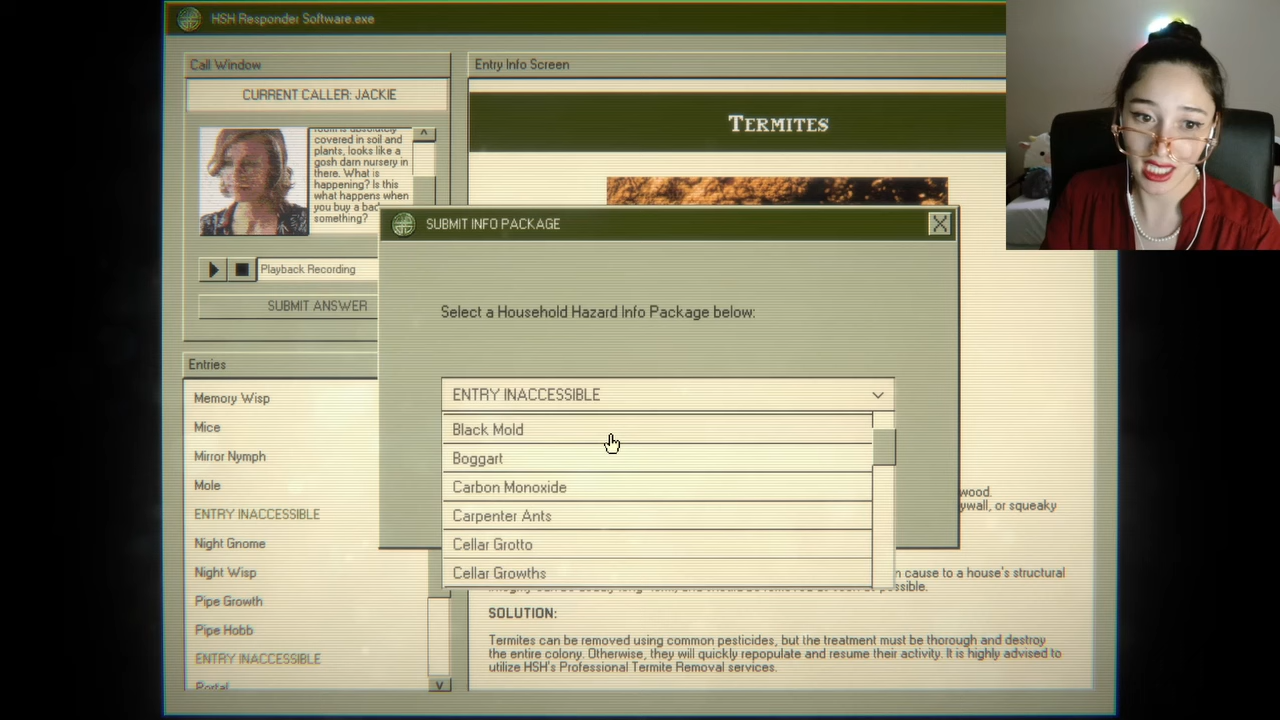 HSH Responder Software.exe
Call Window
CURRENT CALLER: JACKIE
room is absolutely
covered in soil and
plants, looks like a
gosh darn nursery in
there. What is
happening? Is this
what happens when
you buy a bad
something?
Playback Recording
SUBMIT ANSWER
Entries
Memory Wisp
Mice
Mirror Nymph
Mole
ENTRY INACCESSIBLE
Night Gnome
Night Wisp
Pipe Growth
Pipe Hobb
ENTRY INACCESSIBLE
Portal
Entry Info Screen
TERMITES
SUBMIT INFO PACKAGE
Select a Household Hazard Info Package below:
ENTRY INACCESSIBLE
Black Mold
Boggart
Carbon Monoxide
Carpenter Ants
Cellar Grotto
Cellar Growths
wood.
ywall, or squeaky
n cause to a house's structural
SOLUTION:
Termites can be removed using common pesticides, but the treatment must be thorough and destroy
the entire colony. Otherwise, they will quickly repopulate and resume their activity. It is highly advised to
utilize HSH's Professional Termite Removal services.